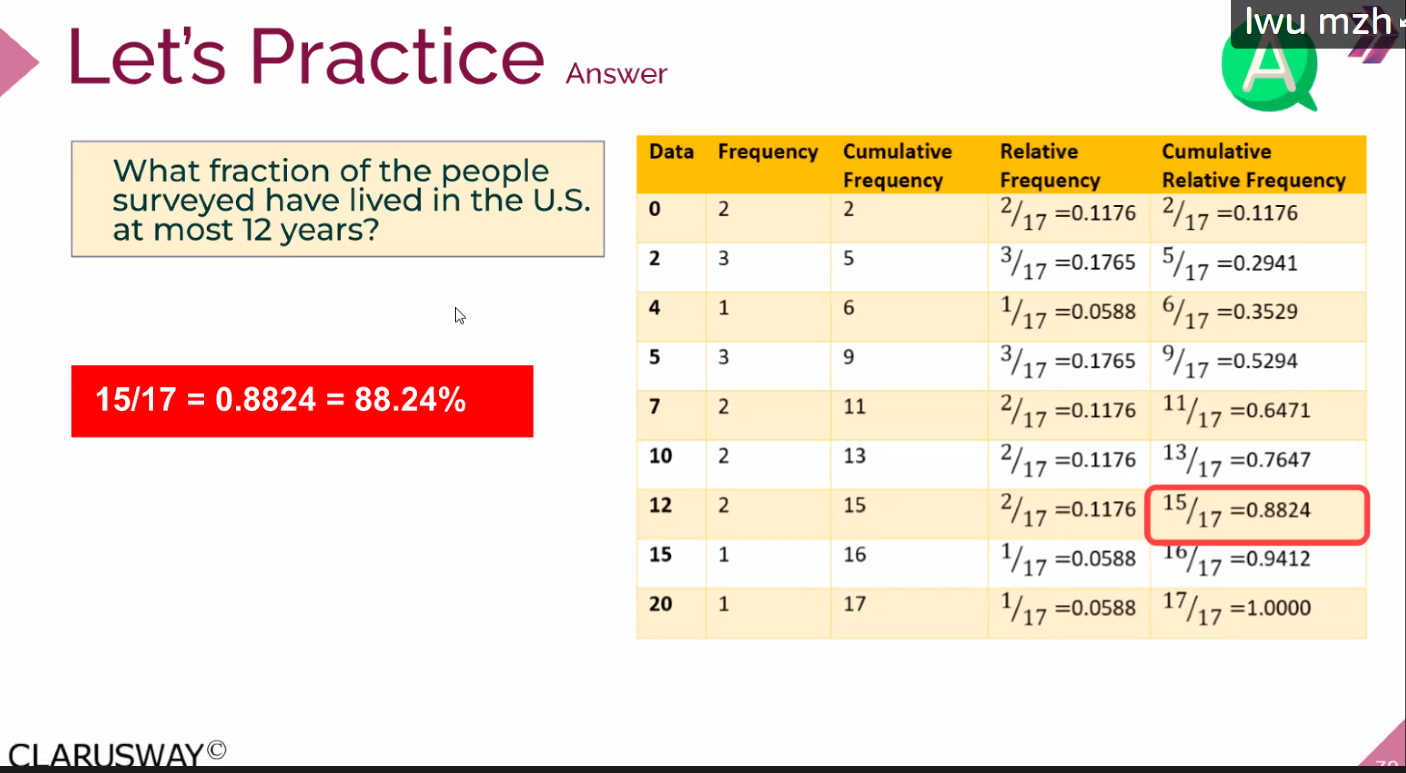 lwu mzh
A
Let's Practice Answer
What fraction of the people
surveyed have lived in the U.S.
at most 12 years?
15/17 = 0.8824 = 88.24%
Data Frequency Cumulative Frequency Relative Frequency Cumulative Relative Frequency
0 2 2 2/17 =0.1176 2/17 =0.1176
2 3 5 3/17 =0.1765 5/17 =0.2941
4 1 6 1/17 =0.0588 6/17 =0.3529
5 3 9 3/17 =0.1765 9/17 =0.5294
7 2 11 2/17 =0.1176 11/17 =0.6471
10 2 13 2/17 =0.1176 13/17 =0.7647
12 2 15 2/17 =0.1176 15/17 =0.8824
15 1 16 1/17 =0.0588 16/17 =0.9412
20 1 17 1/17 =0.0588 17/17 =1.0000
CLARUSWAY©